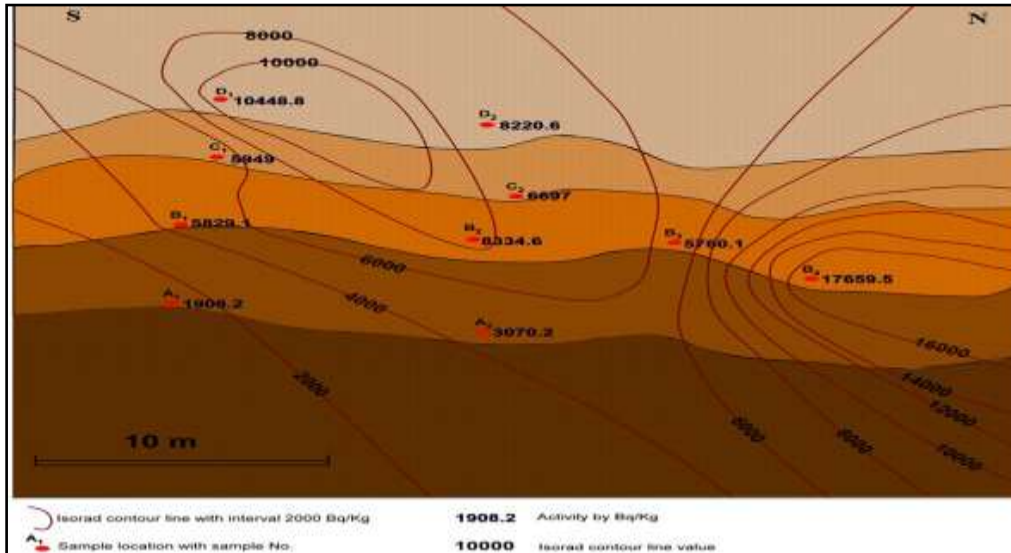 S N
8000
10000
D1 10448.8
D2 8220.6
C1 5949
C2 6697
B1 5829.1
B2 8334.6
B3 5760.1
B4 17659.5
6000
4000
A1 1908.2
A2 3070.2
2000
16000
14000
12000
10000
8000
6000
10 m
Isorad contour line with interval 2000 Bq/Kg 1908.2 Activity by Bq/Kg
A1 Sample location with sample No. 10000 Isorad contour line value